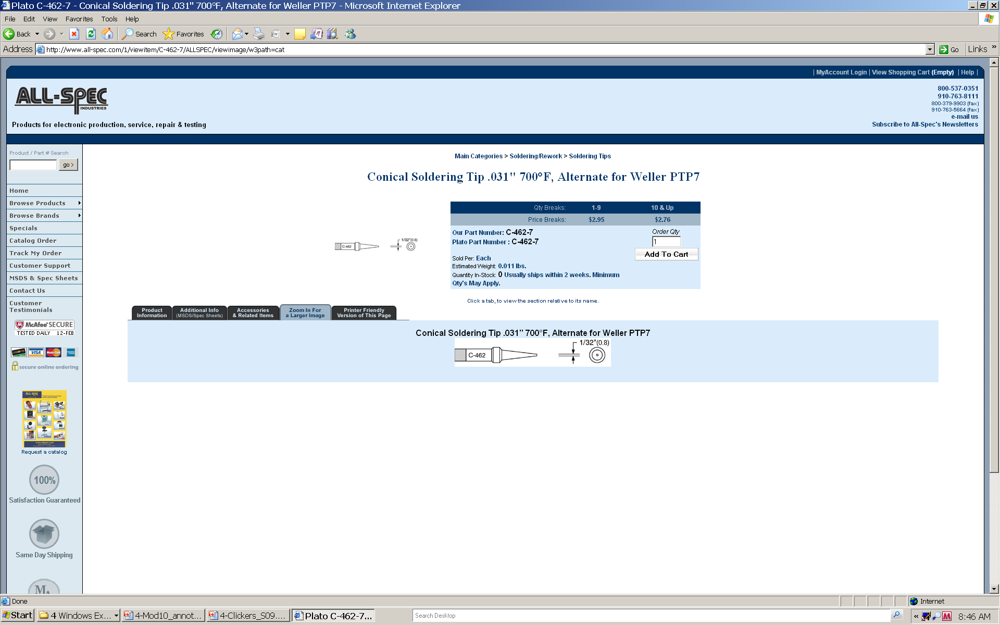 Plato C-462-7 - Conical Soldering Tip .031" 700°F, Alternate for Weller PTP7 - Microsoft Internet Explorer
File Edit View Favorites Tools Help
Back Search Favorites
Address http://www.all-spec.com/1/viewitem/C-462-7/ALLSPEC/viewimage/w3path=cat Go Links »
| MyAccount Login | View Shopping Cart (Empty) | Help |
ALL-SPEC
INDUSTRIES
Products for electronic production, service, repair & testing
800-537-0351
910-763-8111
800-379-9903 (fax)
910-763-5664 (fax)
e-mail us
Subscribe to All-Spec's Newsletters
Product / Part # Search
go >
Home
Browse Products
Browse Brands
Specials
Catalog Order
Track My Order
Customer Support
MSDS & Spec Sheets
Contact Us
Customer
Testimonials
McAfee SECURE
TESTED DAILY 12-FEB
DISCOVER VISA MasterCard
secure online ordering
ALL-SPEC
Request a catalog
100%
Satisfaction Guaranteed
Same Day Shipping
Main Categories > Soldering/Rework > Soldering Tips
Conical Soldering Tip .031" 700°F, Alternate for Weller PTP7
C-462 1/32"(0.8)
Qty Breaks: 1-9 10 & Up
Price Breaks: $2.95 $2.76
Our Part Number: C-462-7
Plato Part Number : C-462-7
Order Qty
1
Add To Cart
Sold Per: Each
Estimated Weight: 0.011 lbs.
Quantity In-Stock: 0 Usually ships within 2 weeks. Minimum
Qty's May Apply.
Click a tab, to view the section relative to its name.
Product
Information
Additional Info
(MSDS/Spec Sheets)
Accessories
& Related Items
Zoom In For
a Larger Image
Printer Friendly
Version of This Page
Conical Soldering Tip .031" 700°F, Alternate for Weller PTP7
C-462 1/32"(0.8)
Done Internet
Start 4 Windows Ex... 4-Mod10_annot... 4-Clickers_S09.... Plato C-462-7... Search Desktop « 8:46 AM